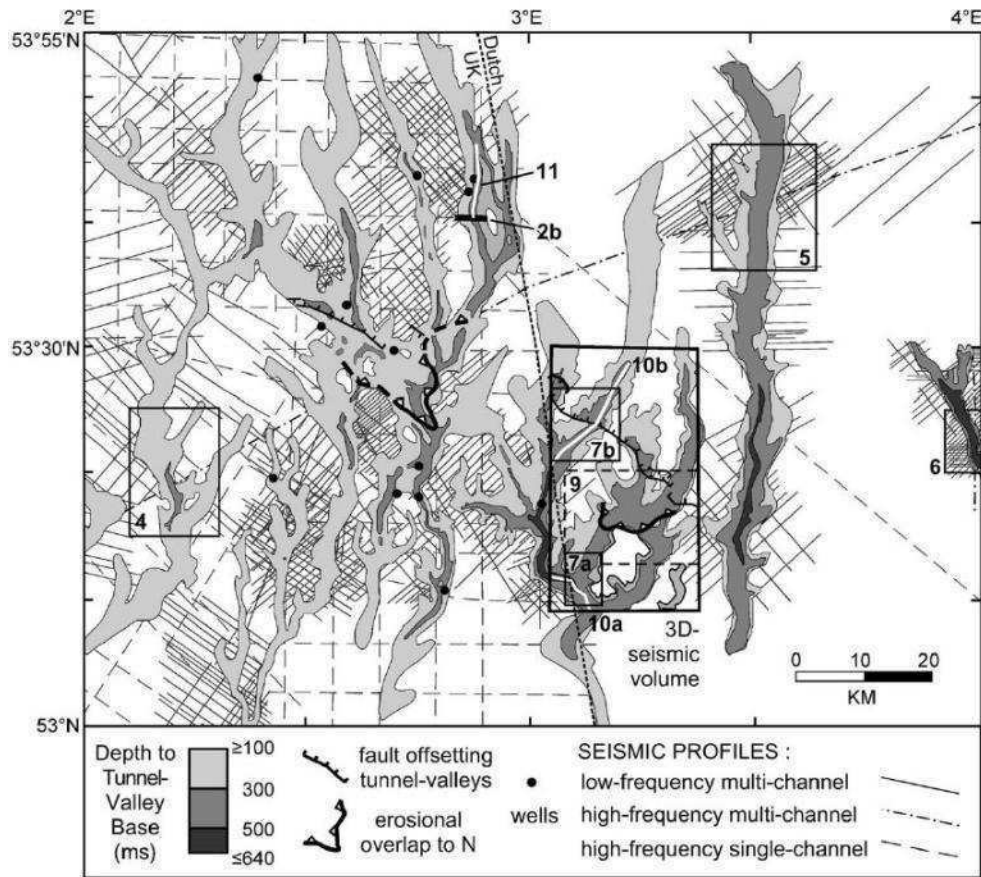 2°E 3°E 4°E
53°55'N
Dutch
UK
11
2b
5
53°30'N
10b
7b
6
9
4
7a
10a
3D-
seismic
volume
0 10 20
KM
53°N
Depth to
Tunnel-
Valley
Base
(ms)
≥100
300
500
≤640
fault offsetting
tunnel-valleys
erosional
overlap to N
wells
SEISMIC PROFILES :
low-frequency multi-channel
high-frequency multi-channel
high-frequency single-channel